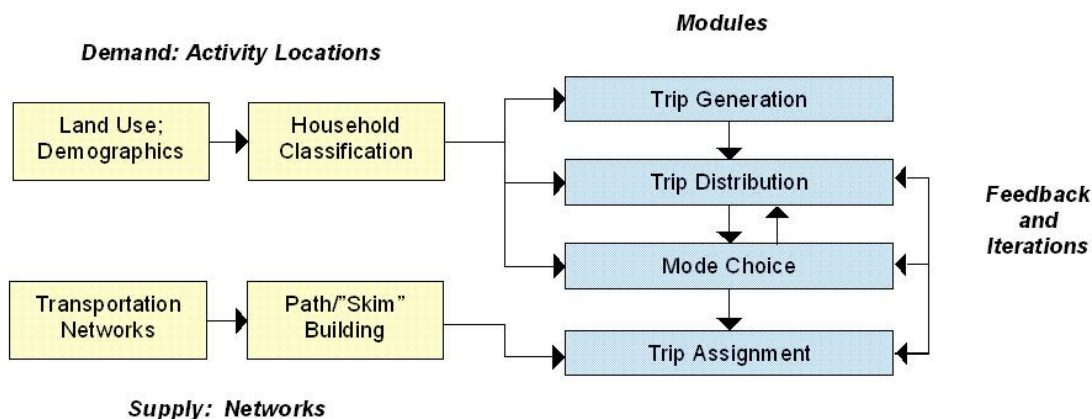 Modules
Demand: Activity Locations
Trip Generation
Land Use;
Demographics
Household
Classification
Trip Distribution
Feedback
and
Iterations
Mode Choice
Transportation
Networks
Path/"Skim"
Building
Trip Assignment
Supply: Networks